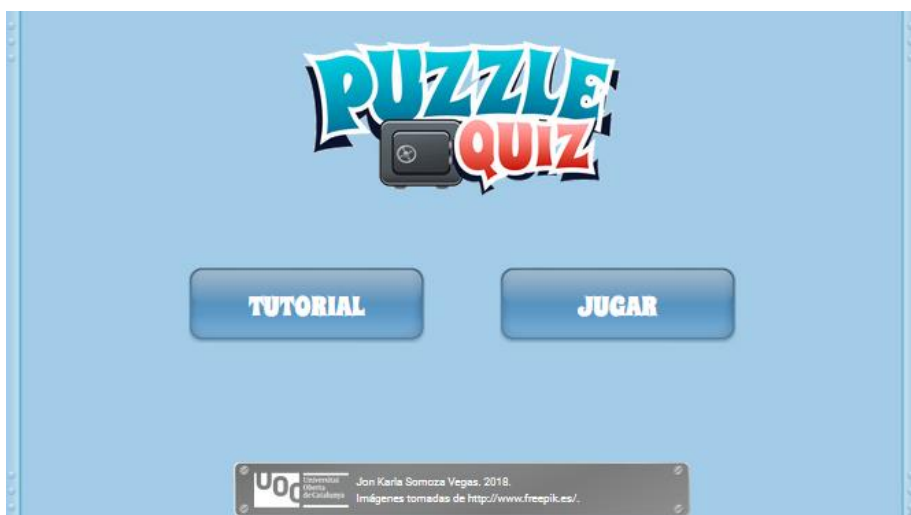 PUZZLE
QUIZ
TUTORIAL
JUGAR
UOC
Universitat
Oberta
de Catalunya
Jon Karla Somoza Vegas. 2018.
Imágenes tomadas de http://www.freepik.es/.